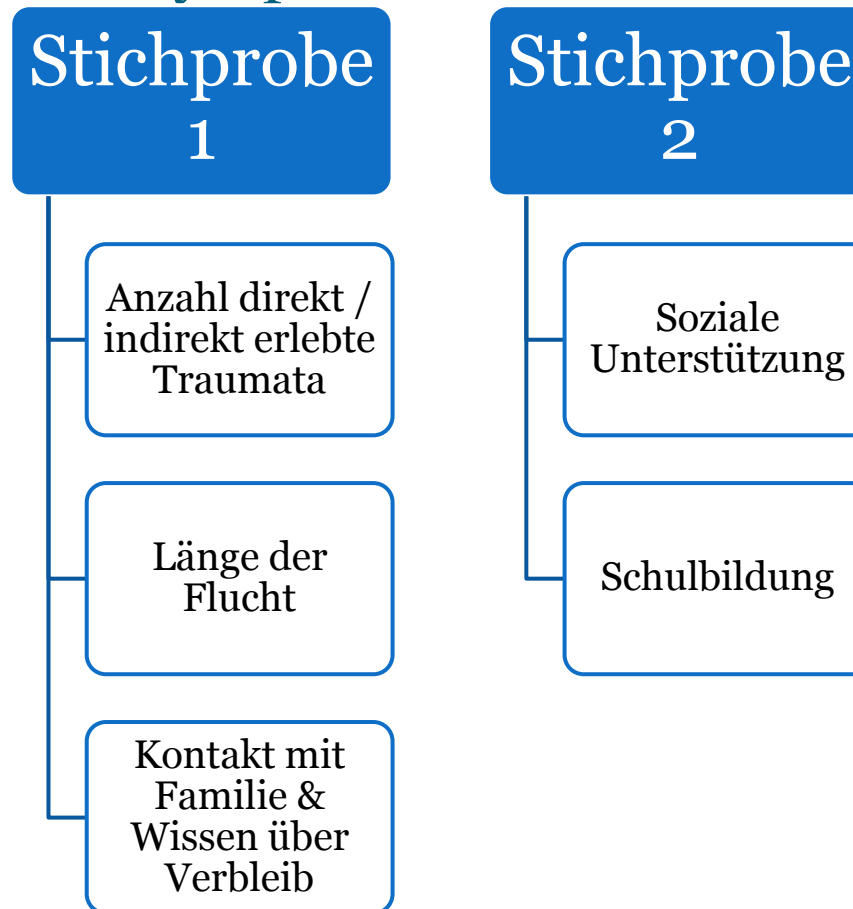 Stichprobe
1
Anzahl direkt /
indirekt erlebte
Traumata
Länge der
Flucht
Kontakt mit
Familie &
Wissen über
Verbleib
Stichprobe
2
Soziale
Unterstützung
Schulbildung